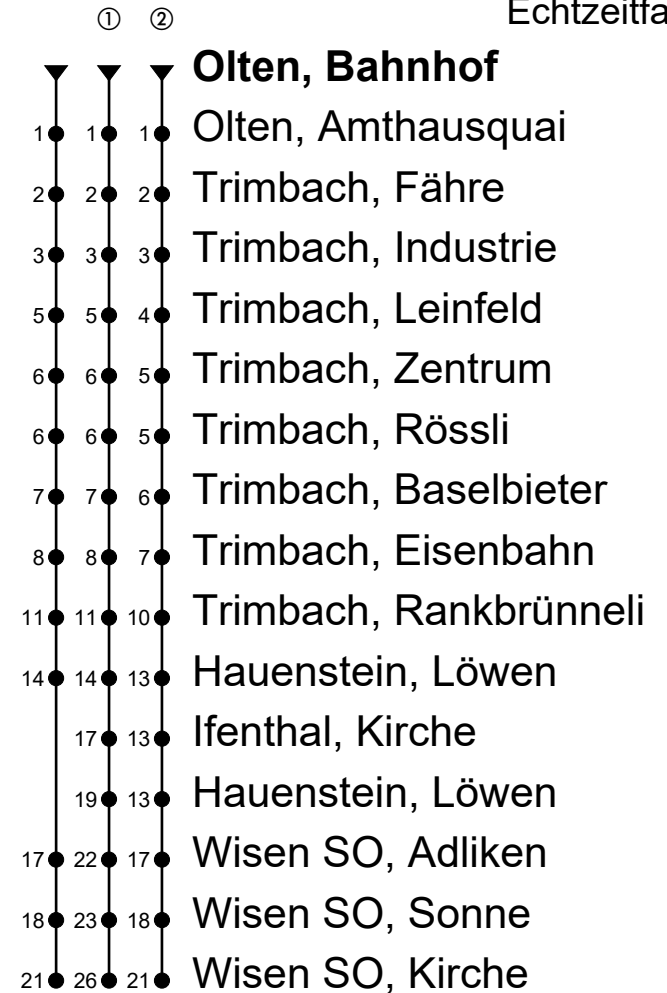 ① ② Echtzeitfa
Olten, Bahnhof
1 1 1 Olten, Amthausquai
2 2 2 Trimbach, Fähre
3 3 3 Trimbach, Industrie
5 5 4 Trimbach, Leinfeld
6 6 5 Trimbach, Zentrum
6 6 5 Trimbach, Rössli
7 7 6 Trimbach, Baselbieter
8 8 7 Trimbach, Eisenbahn
11 11 10 Trimbach, Rankbrünneli
14 14 13 Hauenstein, Löwen
17 13 Ifenthal, Kirche
19 13 Hauenstein, Löwen
17 22 17 Wisen SO, Adliken
18 23 18 Wisen SO, Sonne
21 26 21 Wisen SO, Kirche